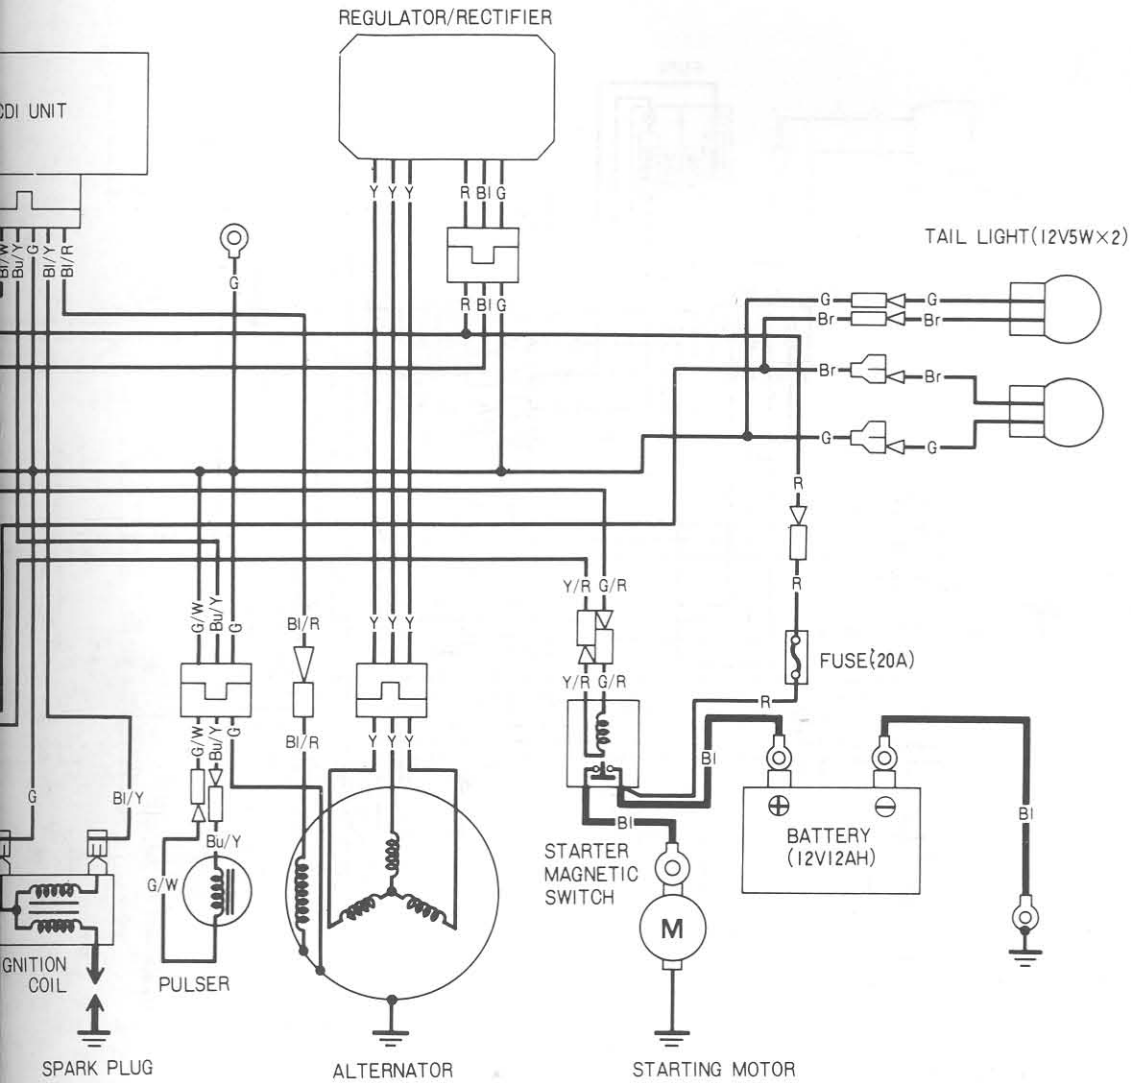 REGULATOR/RECTIFIER
CDI UNIT
Y Y Y
R Bl G
Bl/W
Bu/Y
G
Bl/Y
Bl/R
G
R Bl G
TAIL LIGHT(12V5W×2)
G G
Br Br
Br Br
G G
R
R
Y/R G/R
G/W
Bu/Y
G
Bl/R
Y Y Y
FUSE(20A)
Y/R G/R
R
G/W
Bu/Y
G
Bl/R
Y Y Y
Bl
G
Bl/Y
Bu/Y
G/W
⊕ ⊖
BATTERY
(12V12AH)
Bl
Bl
STARTER
MAGNETIC
SWITCH
M
IGNITION
COIL
PULSER
SPARK PLUG
ALTERNATOR
STARTING MOTOR